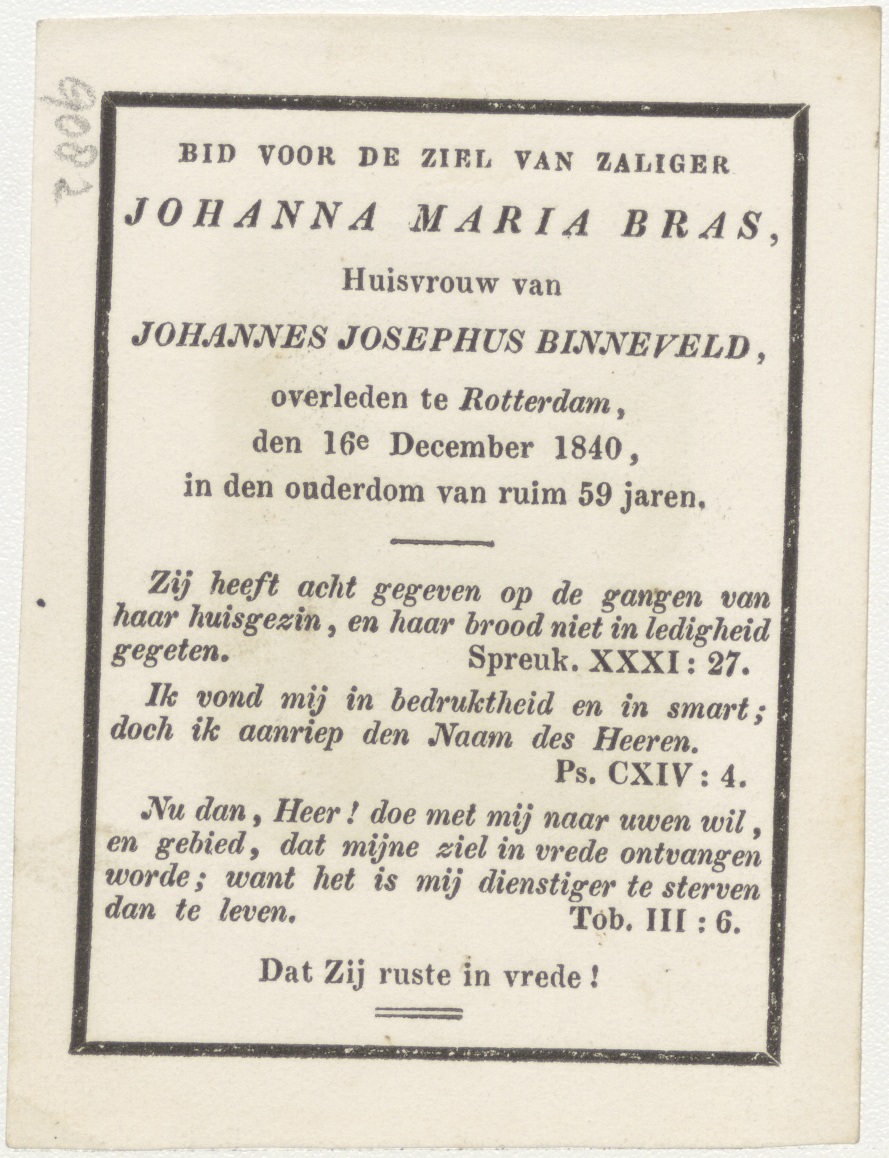 9082
BID VOOR DE ZIEL VAN ZALIGER
JOHANNA MARIA BRAS,
Huisvrouw van
JOHANNES JOSEPHUS BINNEVELD,
overleden te Rotterdam,
den 16e December 1840,
in den ouderdom van ruim 59 jaren.
Zij heeft acht gegeven op de gangen van
haar huisgezin, en haar brood niet in ledigheid
gegeten. Spreuk. XXXI: 27.
Ik vond mij in bedruktheid en in smart;
doch ik aanriep den Naam des Heeren.
Ps. CXIV: 4.
Nu dan, Heer! doe met mij naar uwen wil,
en gebied, dat mijne ziel in vrede ontvangen
worde; want het is mij dienstiger te sterven
dan te leven. Tob. III: 6.
Dat Zij ruste in vrede!